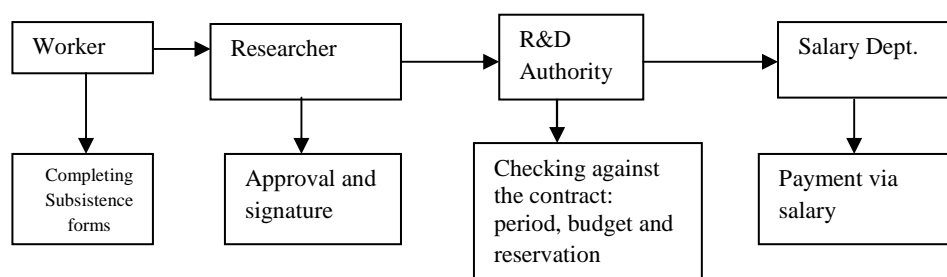 Worker
Researcher
R&D
Authority
Salary Dept.
Completing
Subsistence
forms
Approval and
signature
Checking against
the contract:
period, budget and
reservation
Payment via
salary